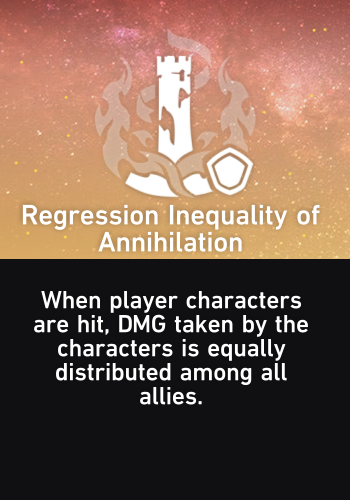 Regression Inequality of
Annihilation
When player characters
are hit, DMG taken by the
characters is equally
distributed among all
allies.